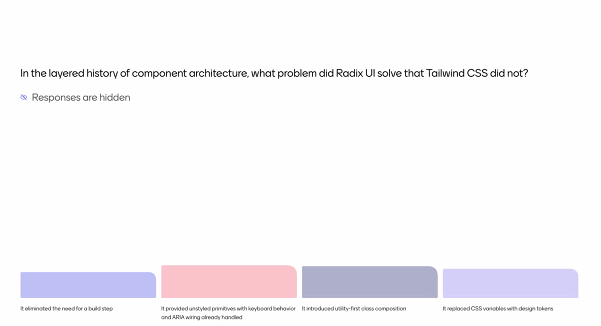 In the layered history of component architecture, what problem did Radix UI solve that Tailwind CSS did not?
Responses are hidden
It eliminated the need for a build step
It provided unstyled primitives with keyboard behavior
and ARIA wiring already handled
It introduced utility-first class composition
It replaced CSS variables with design tokens